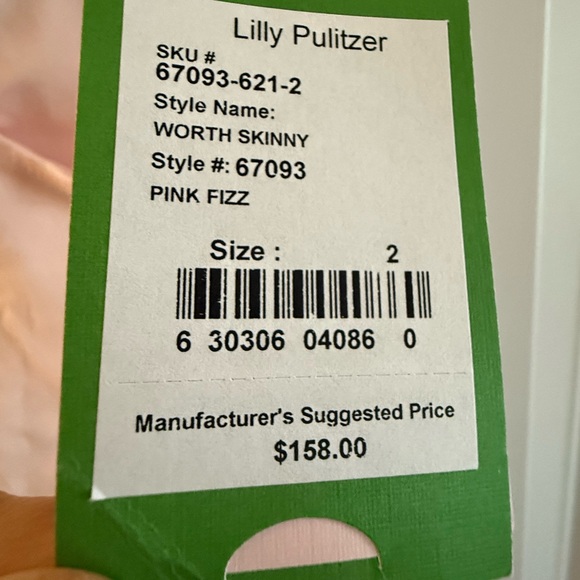 Lilly Pulitzer
SKU #
67093-621-2
Style Name:
WORTH SKINNY
Style #: 67093
PINK FIZZ
Size : 2
6 30306 04086 0
Manufacturer's Suggested Price
$158.00